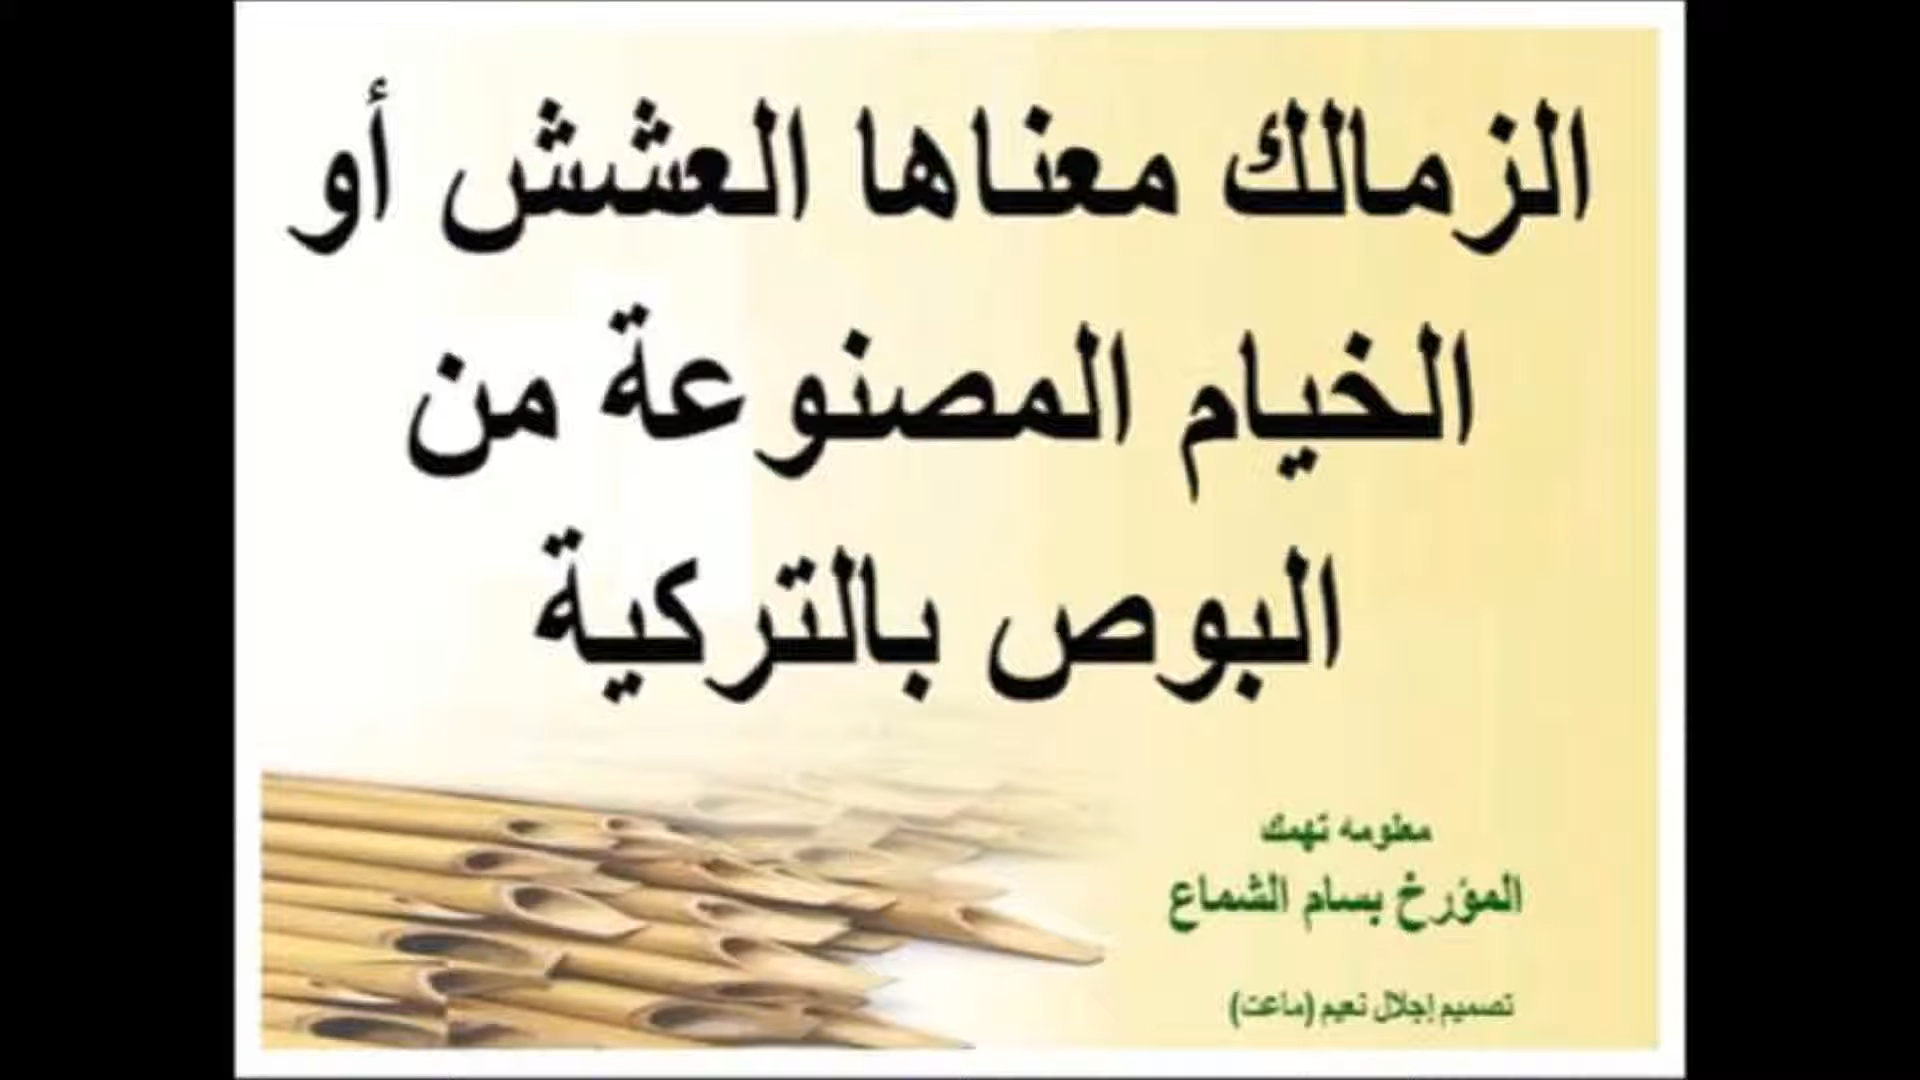 الزمالك معناها العشش أو
الخيام المصنوعة من
البوص بالتركية
معلومه تهمك
المؤرخ بسام الشماع
تصميم إجلال نعيم (ماعت)